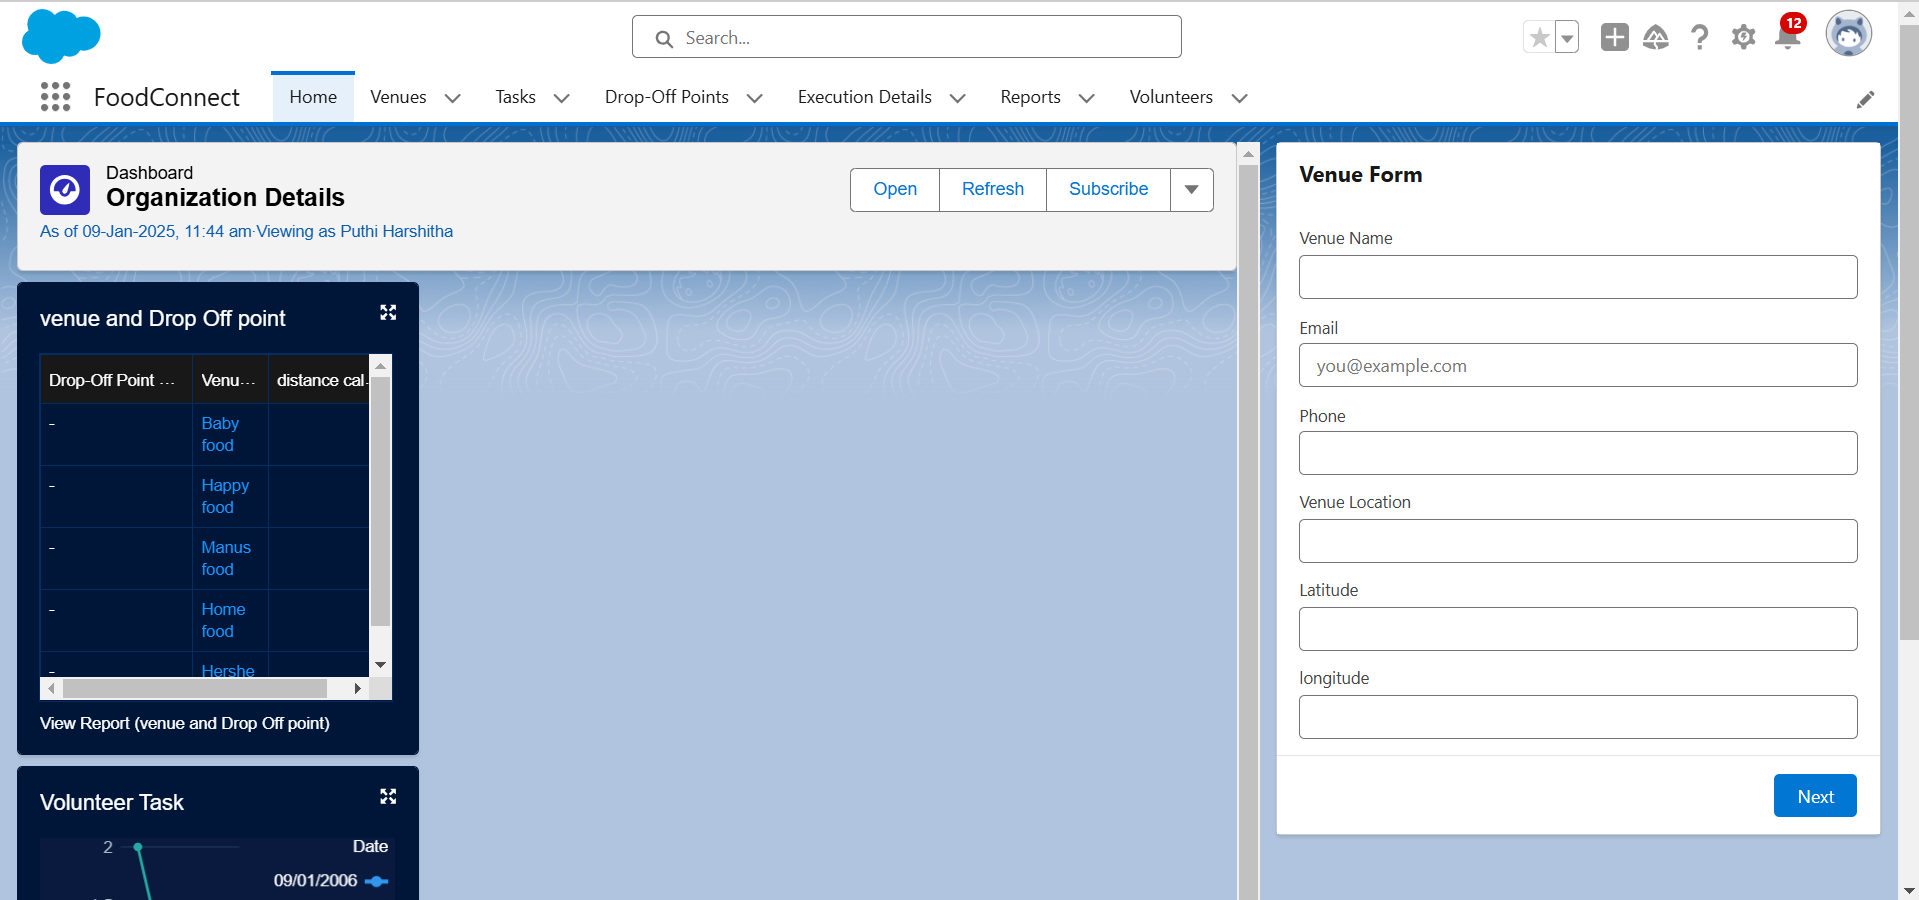 Search...
12
FoodConnect
Home
Venues
Tasks
Drop-Off Points
Execution Details
Reports
Volunteers
Dashboard
Organization Details
As of 09-Jan-2025, 11:44 am·Viewing as Puthi Harshitha
Open
Refresh
Subscribe
venue and Drop Off point
Drop-Off Point ...
Venu...
distance cal.
-
Baby
food
-
Happy
food
-
Manus
food
-
Home
food
-
Hershe
View Report (venue and Drop Off point)
Volunteer Task
2
Date
09/01/2006
Venue Form
Venue Name
Email
you@example.com
Phone
Venue Location
Latitude
longitude
Next